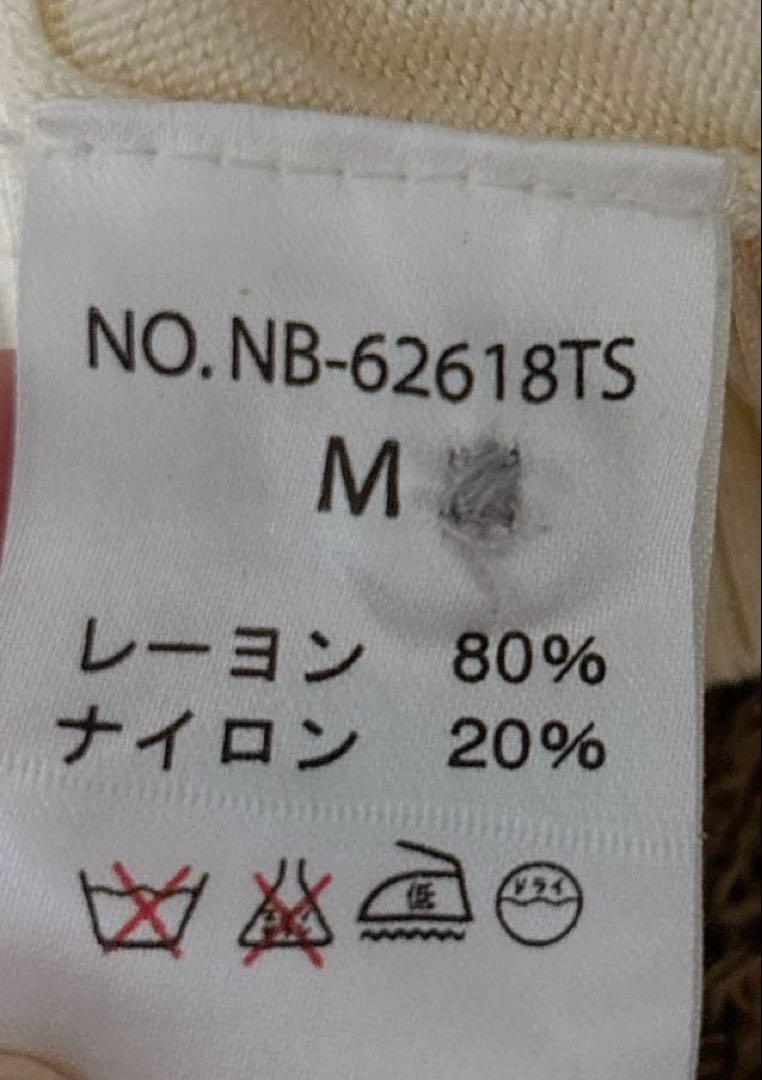 NO. NB-62618TS
M
レーヨン 80%
ナイロン 20%
低 ドライ